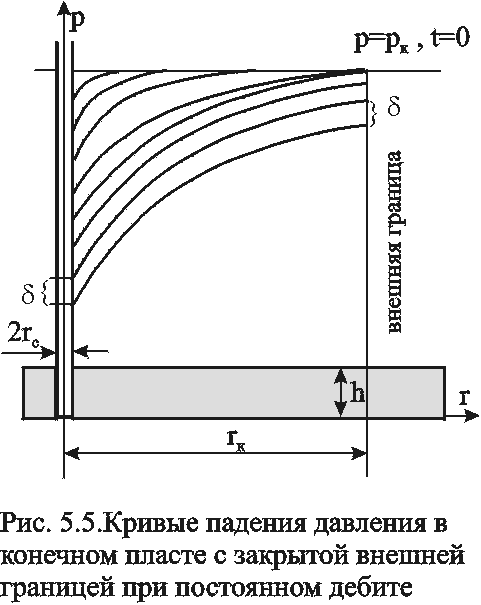 p
p=pк , t=0
δ
внешняя граница
δ
2rс
h
r
rк
Рис. 5.5.Кривые падения давления в
конечном пласте с закрытой внешней
границей при постоянном дебите